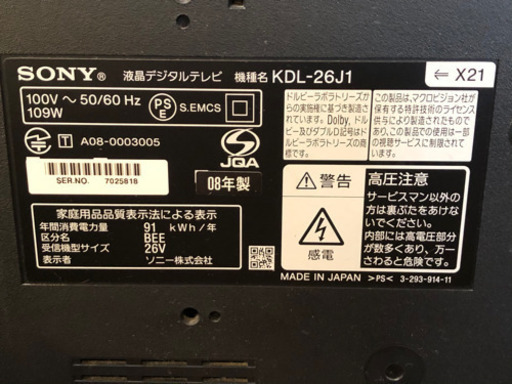 SONY® 液晶デジタルテレビ 機種名 KDL-26J1
⇐ X21
100V ～ 50/60 Hz
109W
PS
E
S.EMCS
T A08-0003005
JQA
SER.NO. 7025818
08年製
家庭用品品質表示法による表示
年間消費電力量 91 kWh/年
区分名 BEE
受信機型サイズ 26V
表示者 ソニー株式会社
ドルビーラボラトリーズから
の実施権に基づき製造され
ています。Dolby、ドル
ビー及びダブルD記号はド
ルビーラボラトリーズの商
標です。
この製品は、マクロビジョン社が
保有する特許技術のライセンス
供与により製造されています。
この製品では、その使用を一部の
視聴サービスで認められています。
警告
感電
高圧注意
サービスマン以外の
方は裏ぶたをあけな
いでください。
内部には高電圧部分
が数多くあり、万一
さわると危険です。
MADE IN JAPAN >PS< 3-293-914-11